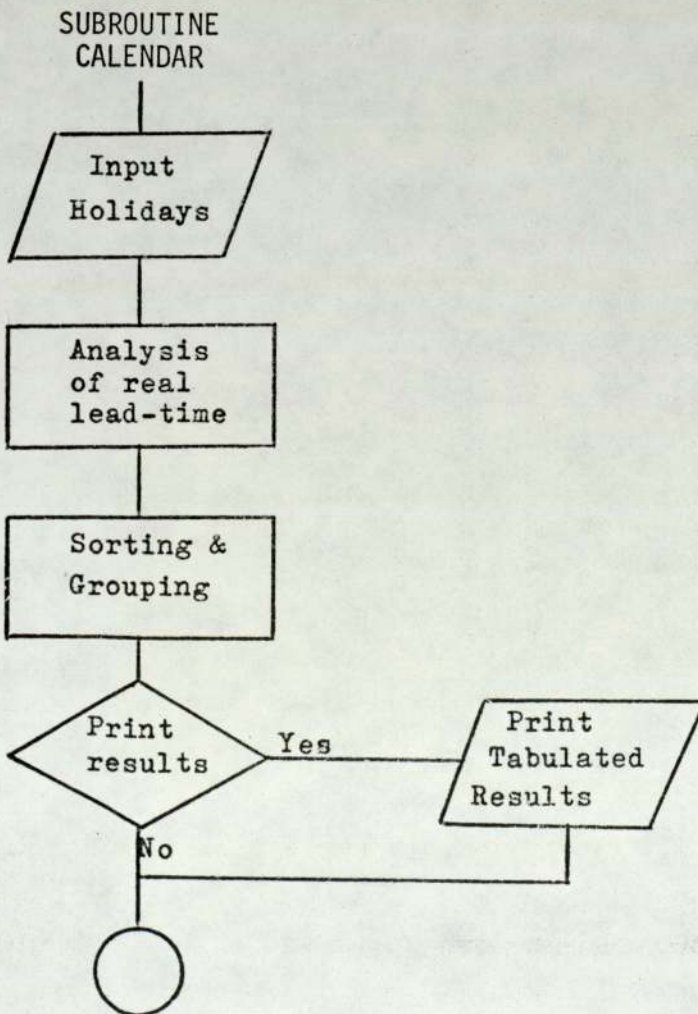 SUBROUTINE
CALENDAR
Input
Holidays
Analysis
of real
lead-time
Sorting &
Grouping
Print
results
Yes
Print
Tabulated
Results
No